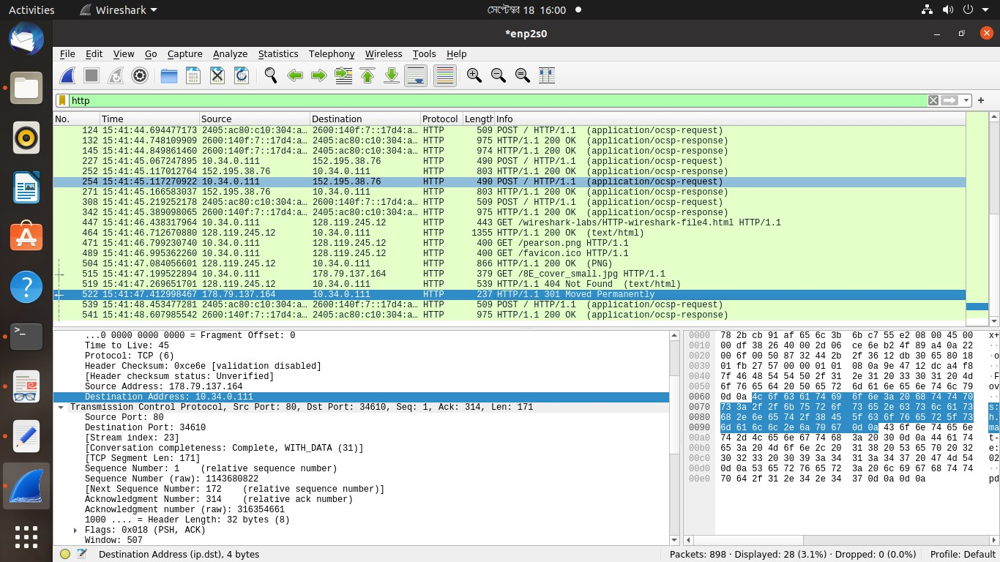 Activities Wireshark সেপ্টেম্বর 18 16:00
*enp2s0
File Edit View Go Capture Analyze Statistics Telephony Wireless Tools Help
http
No. Time Source Destination Protocol Length Info
124 15:41:44.694477173 2405:ac80:c10:304:a… 2600:140f:7::17d4:a… HTTP 509 POST / HTTP/1.1 (application/ocsp-request)
132 15:41:44.748109909 2600:140f:7::17d4:a… 2405:ac80:c10:304:a… HTTP 975 HTTP/1.1 200 OK (application/ocsp-response)
145 15:41:44.849861460 2600:140f:7::17d4:a… 2405:ac80:c10:304:a… HTTP 974 HTTP/1.1 200 OK (application/ocsp-response)
227 15:41:45.067247895 10.34.0.111 152.195.38.76 HTTP 490 POST / HTTP/1.1 (application/ocsp-request)
252 15:41:45.117012764 152.195.38.76 10.34.0.111 HTTP 803 HTTP/1.1 200 OK (application/ocsp-response)
254 15:41:45.117270922 10.34.0.111 152.195.38.76 HTTP 490 POST / HTTP/1.1 (application/ocsp-request)
271 15:41:45.166583037 152.195.38.76 10.34.0.111 HTTP 803 HTTP/1.1 200 OK (application/ocsp-response)
308 15:41:45.219252178 2405:ac80:c10:304:a… 2600:140f:7::17d4:a… HTTP 509 POST / HTTP/1.1 (application/ocsp-request)
342 15:41:45.389098065 2600:140f:7::17d4:a… 2405:ac80:c10:304:a… HTTP 975 HTTP/1.1 200 OK (application/ocsp-response)
447 15:41:46.438317964 10.34.0.111 128.119.245.12 HTTP 443 GET /wireshark-labs/HTTP-wireshark-file4.html HTTP/1.1
464 15:41:46.712670880 128.119.245.12 10.34.0.111 HTTP 1355 HTTP/1.1 200 OK (text/html)
471 15:41:46.799230740 10.34.0.111 128.119.245.12 HTTP 400 GET /pearson.png HTTP/1.1
489 15:41:46.995362260 10.34.0.111 128.119.245.12 HTTP 400 GET /favicon.ico HTTP/1.1
504 15:41:47.084056601 128.119.245.12 10.34.0.111 HTTP 866 HTTP/1.1 200 OK (PNG)
515 15:41:47.199522894 10.34.0.111 178.79.137.164 HTTP 379 GET /8E_cover_small.jpg HTTP/1.1
519 15:41:47.269651701 128.119.245.12 10.34.0.111 HTTP 539 HTTP/1.1 404 Not Found (text/html)
522 15:41:47.412998467 178.79.137.164 10.34.0.111 HTTP 237 HTTP/1.1 301 Moved Permanently
539 15:41:48.453477281 2405:ac80:c10:304:a… 2600:140f:7::17d4:a… HTTP 509 POST / HTTP/1.1 (application/ocsp-request)
541 15:41:48.607985542 2600:140f:7::17d4:a… 2405:ac80:c10:304:a… HTTP 975 HTTP/1.1 200 OK (application/ocsp-response)
...0 0000 0000 0000 = Fragment Offset: 0
Time to Live: 45
Protocol: TCP (6)
Header Checksum: 0xce6e [validation disabled]
[Header checksum status: Unverified]
Source Address: 178.79.137.164
Destination Address: 10.34.0.111
Transmission Control Protocol, Src Port: 80, Dst Port: 34610, Seq: 1, Ack: 314, Len: 171
Source Port: 80
Destination Port: 34610
[Stream index: 23]
[Conversation completeness: Complete, WITH_DATA (31)]
[TCP Segment Len: 171]
Sequence Number: 1 (relative sequence number)
Sequence Number (raw): 1143680822
[Next Sequence Number: 172 (relative sequence number)]
Acknowledgment Number: 314 (relative ack number)
Acknowledgment number (raw): 316354661
1000 .... = Header Length: 32 bytes (8)
Flags: 0x018 (PSH, ACK)
Window: 507
0000 78 2b cb 91 af 65 6c 3b 6b c7 55 e2 08 00 45 00 x+
0010 00 df 38 26 40 00 2d 06 ce 6e b2 4f 89 a4 0a 22 ··
0020 00 6f 00 50 87 32 44 2b 2f 36 12 db 30 65 80 18 ·o
0030 01 fb 27 57 00 00 01 01 08 0a 9e 47 12 dc a4 f8 ··
0040 7f 46 48 54 54 50 2f 31 2e 31 20 33 30 31 20 4d ·F
0050 6f 76 65 64 20 50 65 72 6d 61 6e 65 6e 74 6c 79 ov
0060 0d 0a 4c 6f 63 61 74 69 6f 6e 3a 20 68 74 74 70 ··
0070 73 3a 2f 2f 6b 75 72 6f 73 65 2e 63 73 6c 61 73 s:
0080 68 2e 6e 65 74 2f 38 45 5f 63 6f 76 65 72 5f 73 h.
0090 6d 61 6c 6c 2e 6a 70 67 0d 0a 43 6f 6e 74 65 6e ma
00a0 74 2d 4c 65 6e 67 74 68 3a 20 30 0d 0a 44 61 74 t-
00b0 65 3a 20 4d 6f 6e 2c 20 31 38 20 53 65 70 20 32 e:
00c0 30 32 33 20 30 39 3a 34 31 3a 34 37 20 47 4d 54 02
00d0 0d 0a 53 65 72 76 65 72 3a 20 6c 69 67 68 74 74 ··
00e0 70 64 2f 31 2e 34 2e 34 37 0d 0a 0d 0a pd
Destination Address (ip.dst), 4 bytes Packets: 898 · Displayed: 28 (3.1%) · Dropped: 0 (0.0%) Profile: Default